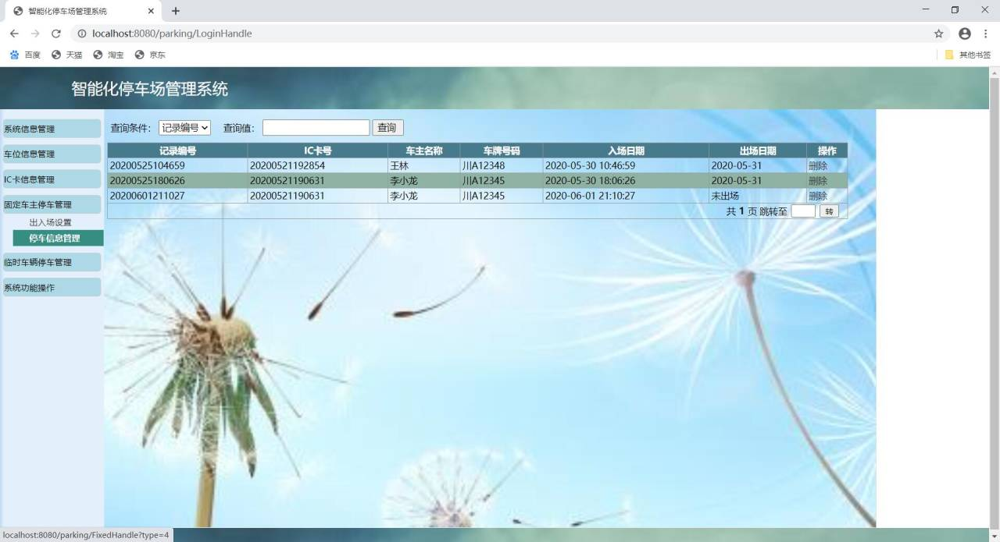 智能化停车场管理系统
localhost:8080/parking/LoginHandle
百度 天猫 淘宝 京东 其他书签
智能化停车场管理系统
系统信息管理
车位信息管理
IC卡信息管理
固定车主停车管理
出入场设置
停车信息管理
临时车辆停车管理
系统功能操作
查询条件： 记录编号 查询值： 查询
记录编号 IC卡号 车主名称 车牌号码 入场日期 出场日期 操作
20200525104659 20200521192854 王林 川A12348 2020-05-30 10:46:59 2020-05-31 删除
20200525180626 20200521190631 李小龙 川A12345 2020-05-30 18:06:26 2020-05-31 删除
20200601211027 20200521190631 李小龙 川A12345 2020-06-01 21:10:27 未出场 删除
共 1 页 跳转至 转
localhost:8080/parking/FixedHandle?type=4